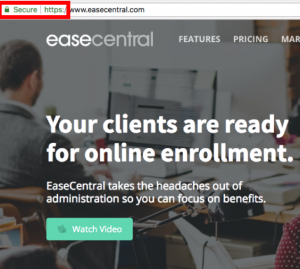 Secure | https://www.easecentral.com
easecentral FEATURES PRICING MAR
Your clients are ready
for online enrollment.
EaseCentral takes the headaches out of
administration so you can focus on benefits.
Watch Video